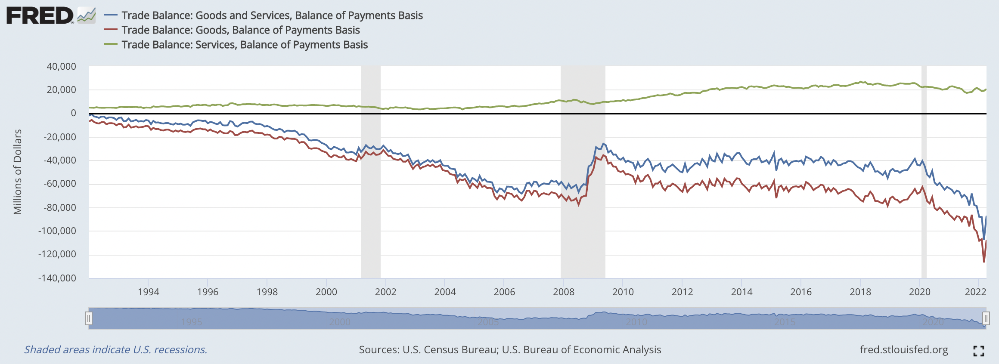 FRED
Trade Balance: Goods and Services, Balance of Payments Basis
Trade Balance: Goods, Balance of Payments Basis
Trade Balance: Services, Balance of Payments Basis
40,000
20,000
0
-20,000
-40,000
-60,000
-80,000
-100,000
-120,000
-140,000
Millions of Dollars
1994 1996 1998 2000 2002 2004 2006 2008 2010 2012 2014 2016 2018 2020 2022
1995 2000 2005 2010 2015 2020
Shaded areas indicate U.S. recessions. Sources: U.S. Census Bureau; U.S. Bureau of Economic Analysis fred.stlouisfed.org